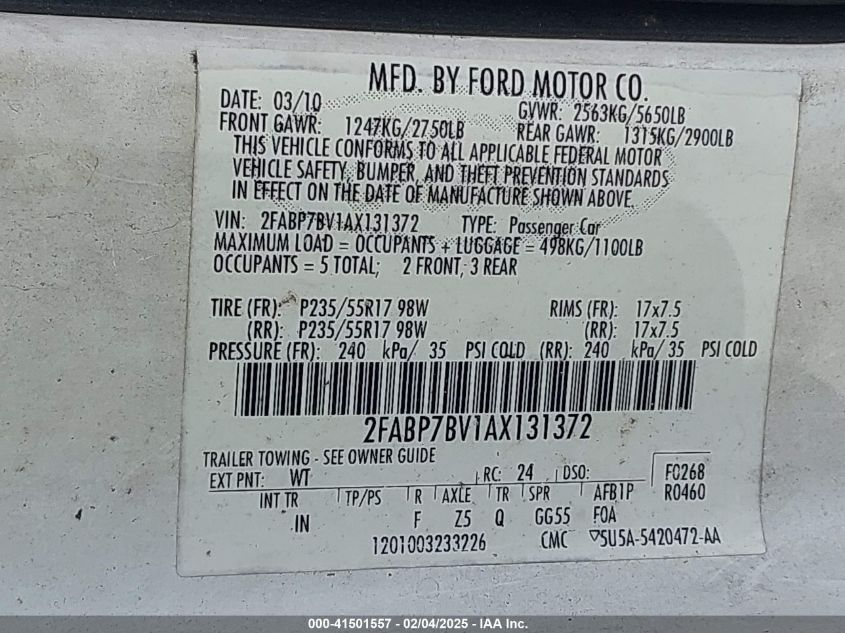 MFD. BY FORD MOTOR CO.
DATE: 03/10 GVWR: 2563KG/5650LB
FRONT GAWR: 1247KG/2750LB REAR GAWR: 1315KG/2900LB
THIS VEHICLE CONFORMS TO ALL APPLICABLE FEDERAL MOTOR
VEHICLE SAFETY, BUMPER, AND THEFT PREVENTION STANDARDS
IN EFFECT ON THE DATE OF MANUFACTURE SHOWN ABOVE.
VIN: 2FABP7BV1AX131372 TYPE: Passenger Car
MAXIMUM LOAD = OCCUPANTS + LUGGAGE = 498KG/1100LB
OCCUPANTS = 5 TOTAL; 2 FRONT, 3 REAR
TIRE (FR): P235/55R17 98W RIMS (FR): 17x7.5
(RR): P235/55R17 98W (RR): 17x7.5
PRESSURE (FR): 240 kPa/ 35 PSI COLD (RR): 240 kPa/ 35 PSI COLD
2FABP7BV1AX131372
TRAILER TOWING - SEE OWNER GUIDE
EXT PNT: WT RC: 24 DSO: FC268
INT TR TP/PS R AXLE TR SPR AFB1P R0460
IN F Z5 Q GG55 FOA
1201003233226 CMC ▽5U5A-5420472-AA
000-41501557 - 02/04/2025 - IAA Inc.